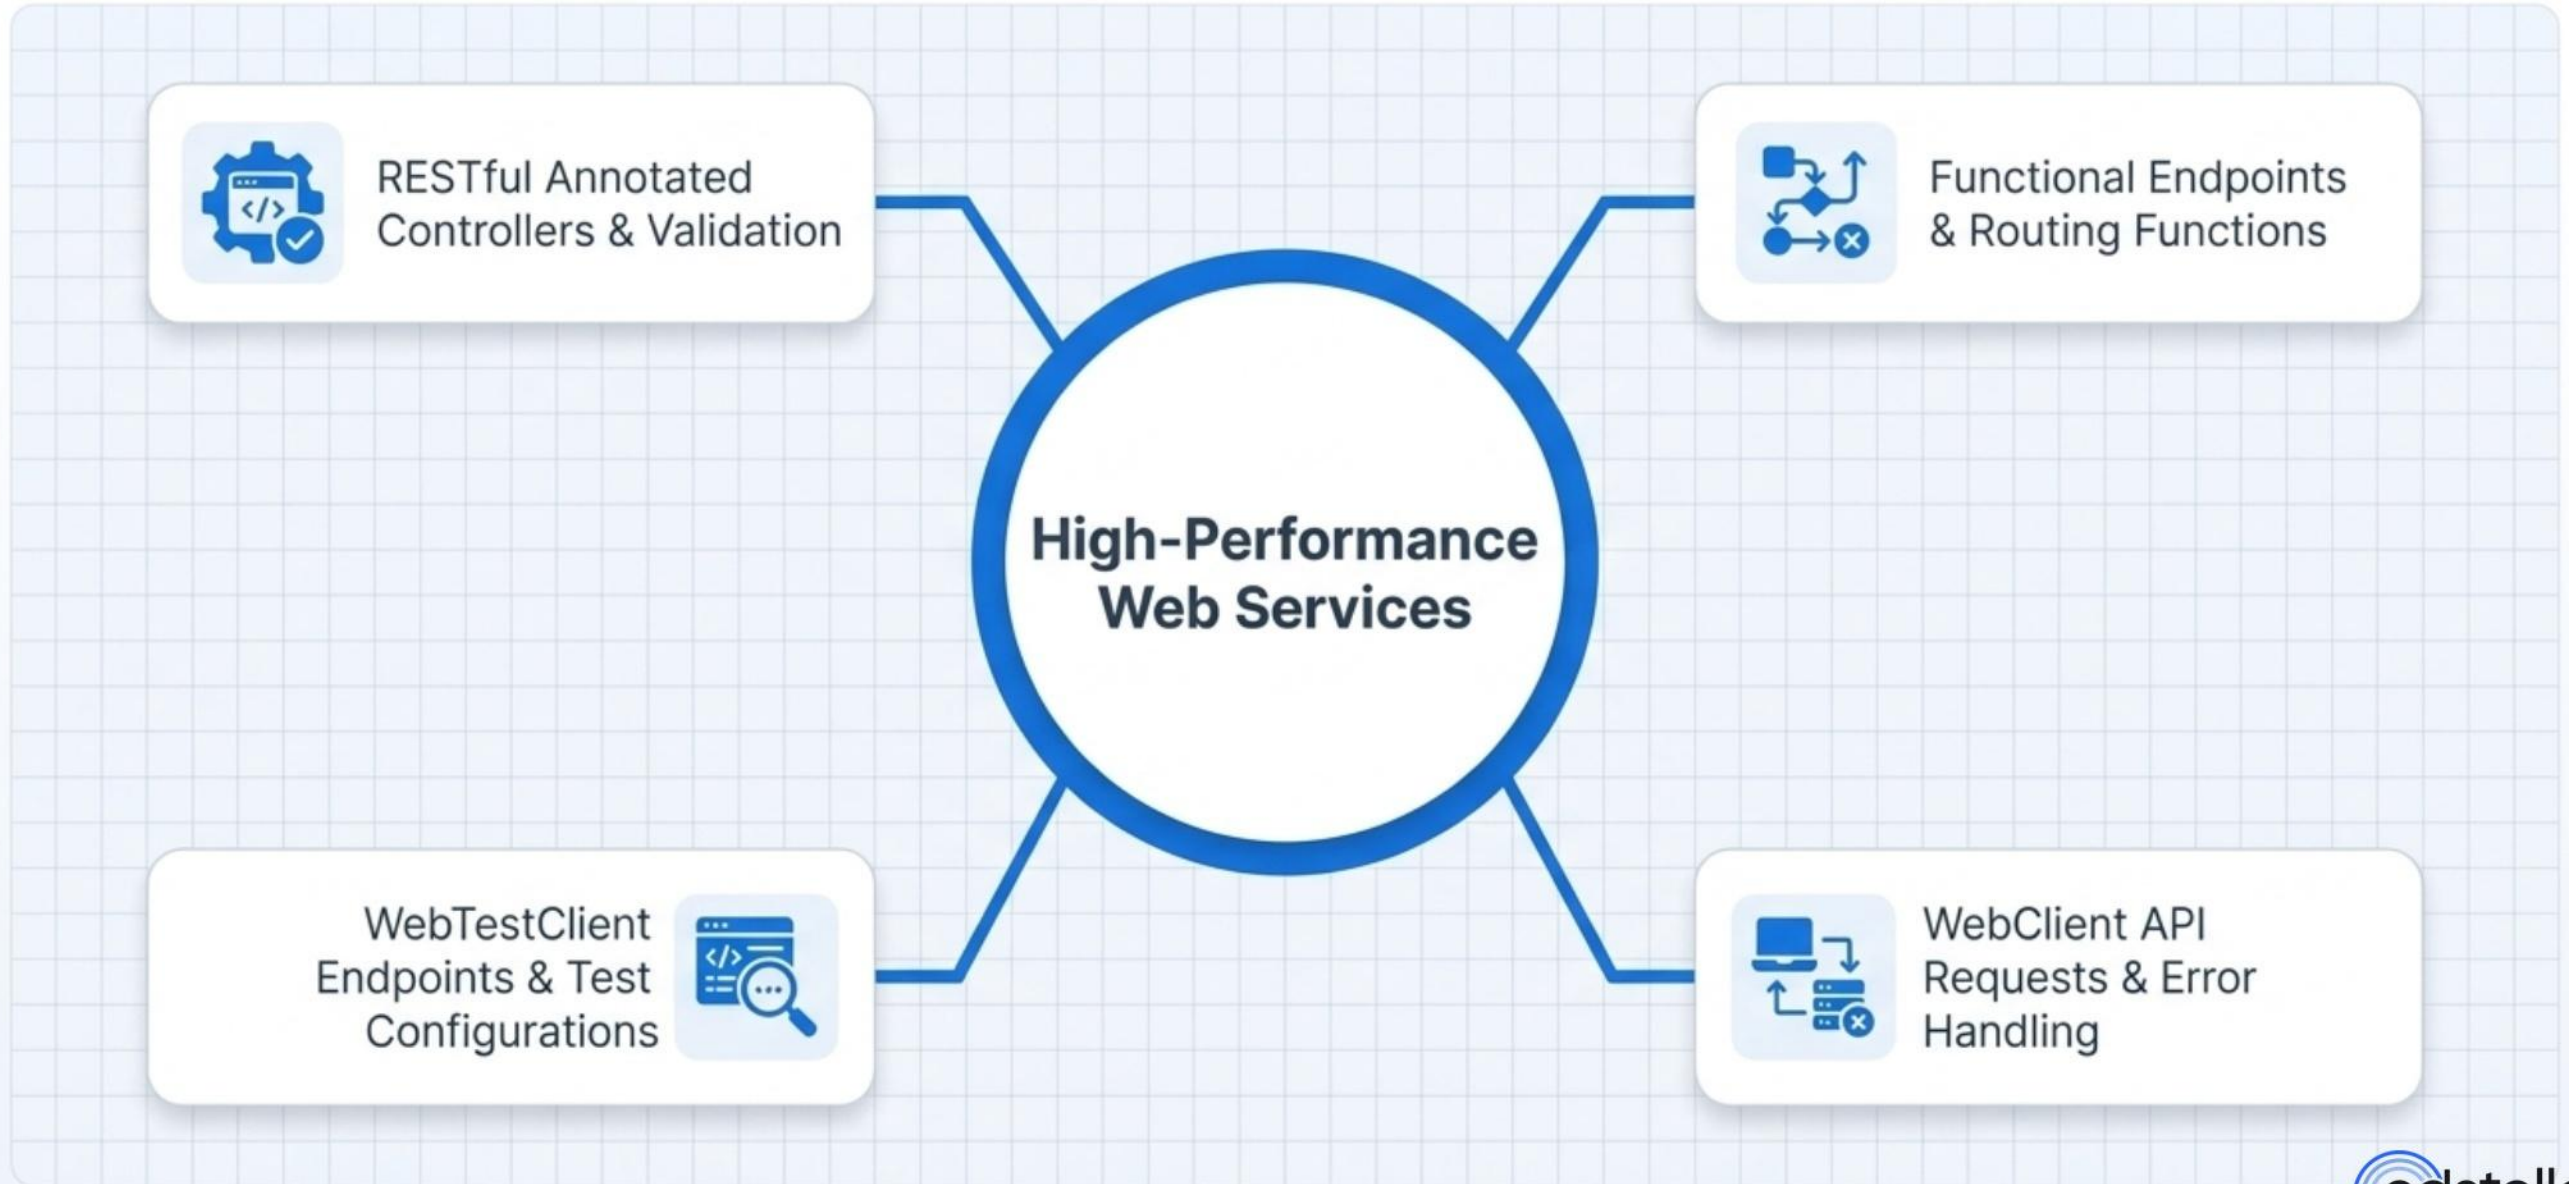 RESTful Annotated
Controllers & Validation
Functional Endpoints
& Routing Functions
High-Performance
Web Services
WebTestClient
Endpoints & Test
Configurations
WebClient API
Requests & Error
Handling